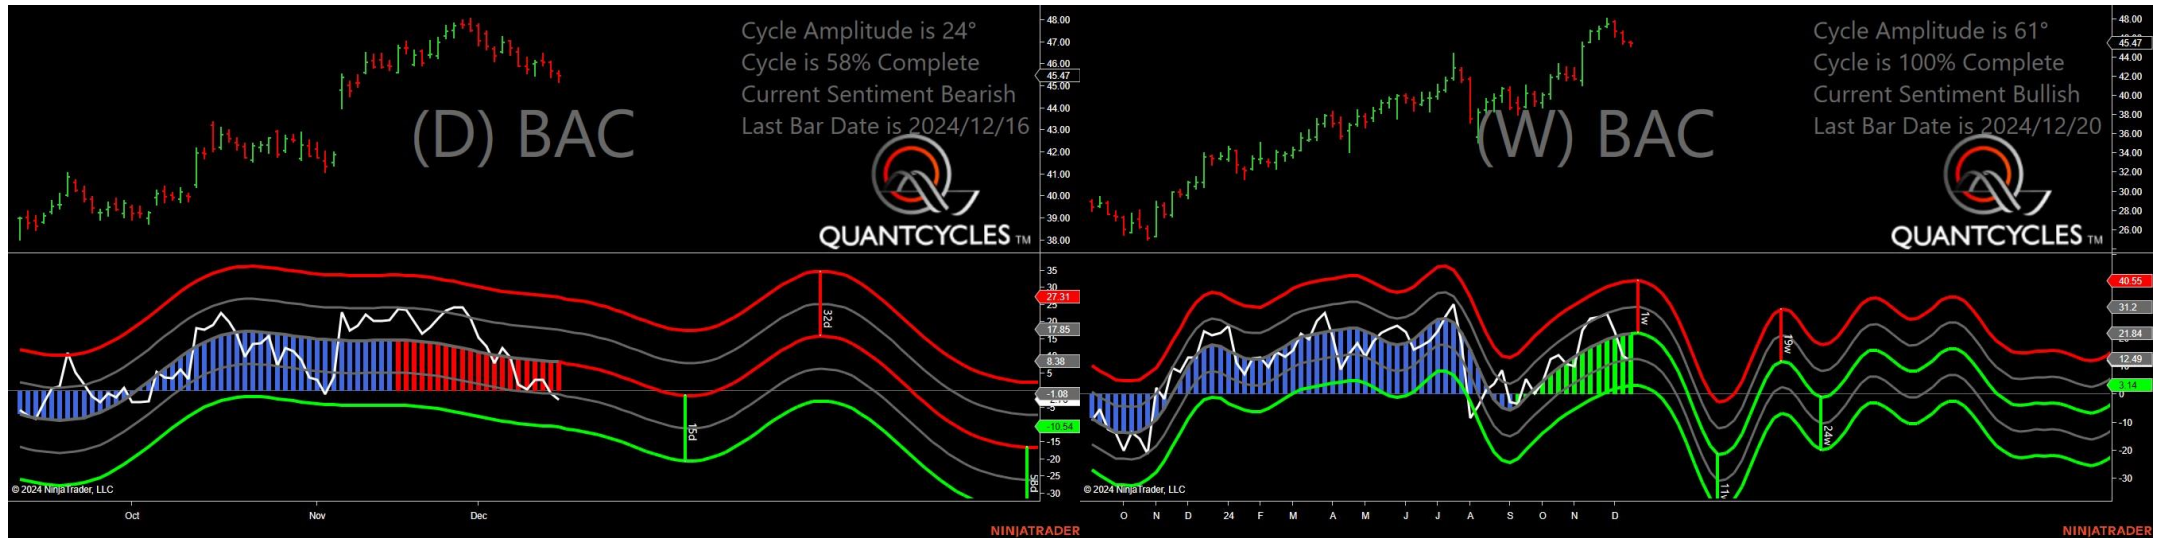 Cycle Amplitude is 24°
Cycle is 58% Complete
Current Sentiment Bearish
Last Bar Date is 2024/12/16
(D) BAC
QUANTCYCLES TM
48.00
47.00
46.00
45.47
45.00
44.00
43.00
42.00
41.00
40.00
39.00
38.00
35
30
27.31
25
20
17.85
15
8.38
5
-1.08
-5
-10.54
-15
-20
-25
-30
32d
15d
58d
© 2024 NinjaTrader, LLC
Oct Nov Dec
NINJATRADER
Cycle Amplitude is 61°
Cycle is 100% Complete
Current Sentiment Bullish
Last Bar Date is 2024/12/20
(W) BAC
QUANTCYCLES TM
48.00
45.47
44.00
42.00
40.00
38.00
36.00
34.00
32.00
30.00
28.00
26.00
40.55
31.2
21.84
12.49
3.14
0
-10
-20
-30
1w
19w
24w
© 2024 NinjaTrader, LLC
O N D 24 F M A M J J A S O N D
NINJATRADER